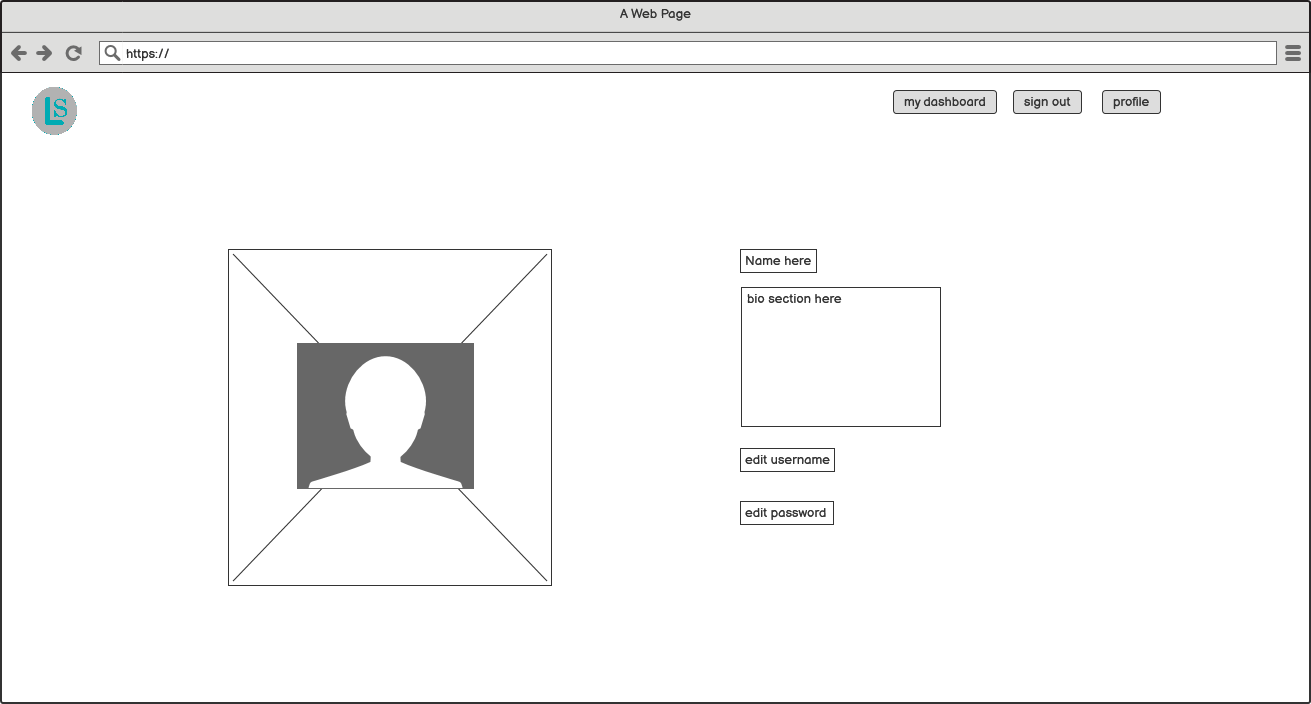 A Web Page
https://
LS
my dashboard
sign out
profile
Name here
bio section here
edit username
edit password